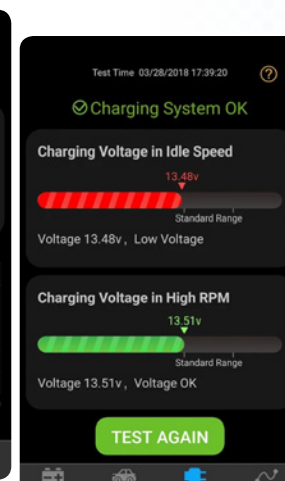 Test Time 03/28/2018 17:39:20
?
Charging System OK
Charging Voltage in Idle Speed
13.48v
Standard Range
Voltage 13.48v, Low Voltage
Charging Voltage in High RPM
13.51v
Standard Range
Voltage 13.51v, Voltage OK
TEST AGAIN